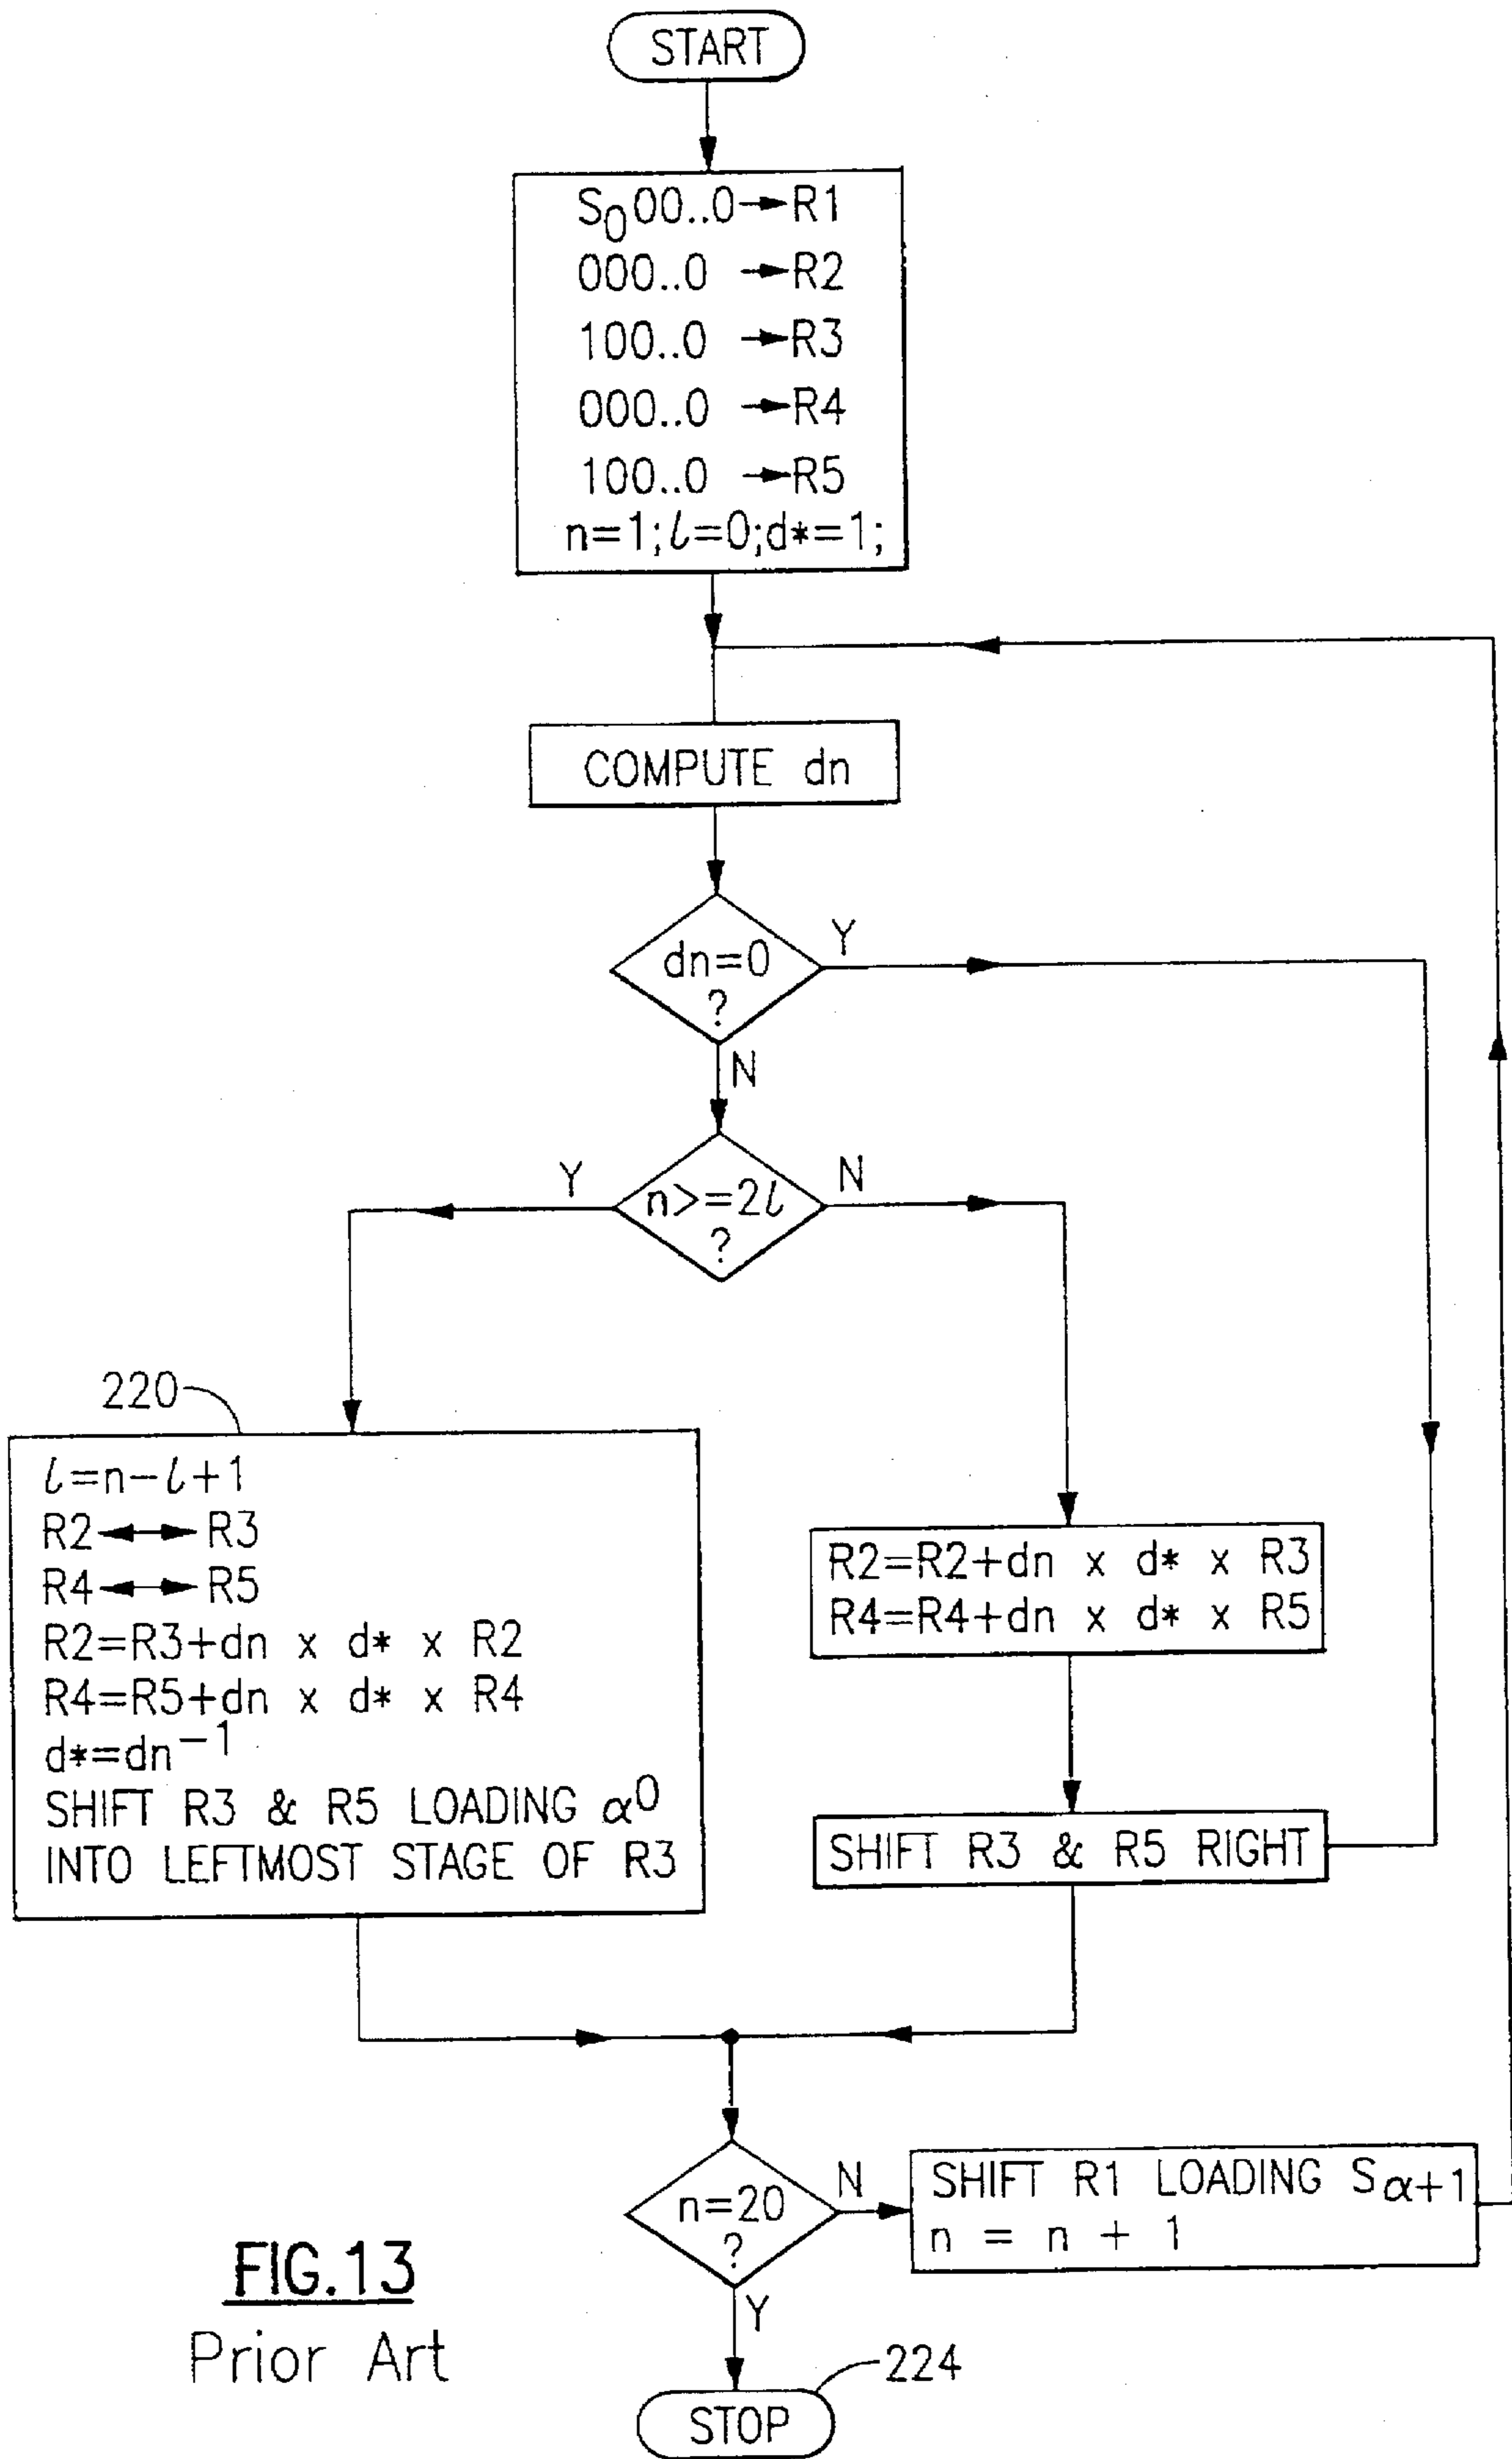 START
S₀00..0→R1
000..0 →R2
100..0 →R3
000..0 →R4
100..0 →R5
n=1;l=0;d*=1;
COMPUTE dn
dn=0
?
Y
N
n>=2l
?
Y
N
220
l=n-l+1
R2↔R3
R4↔R5
R2=R3+dn x d* x R2
R4=R5+dn x d* x R4
d*=dn⁻¹
SHIFT R3 & R5 LOADING α⁰
INTO LEFTMOST STAGE OF R3
R2=R2+dn x d* x R3
R4=R4+dn x d* x R5
SHIFT R3 & R5 RIGHT
n=20
?
N
Y
SHIFT R1 LOADING Sα+1
n = n + 1
STOP
224
FIG.13
Prior Art